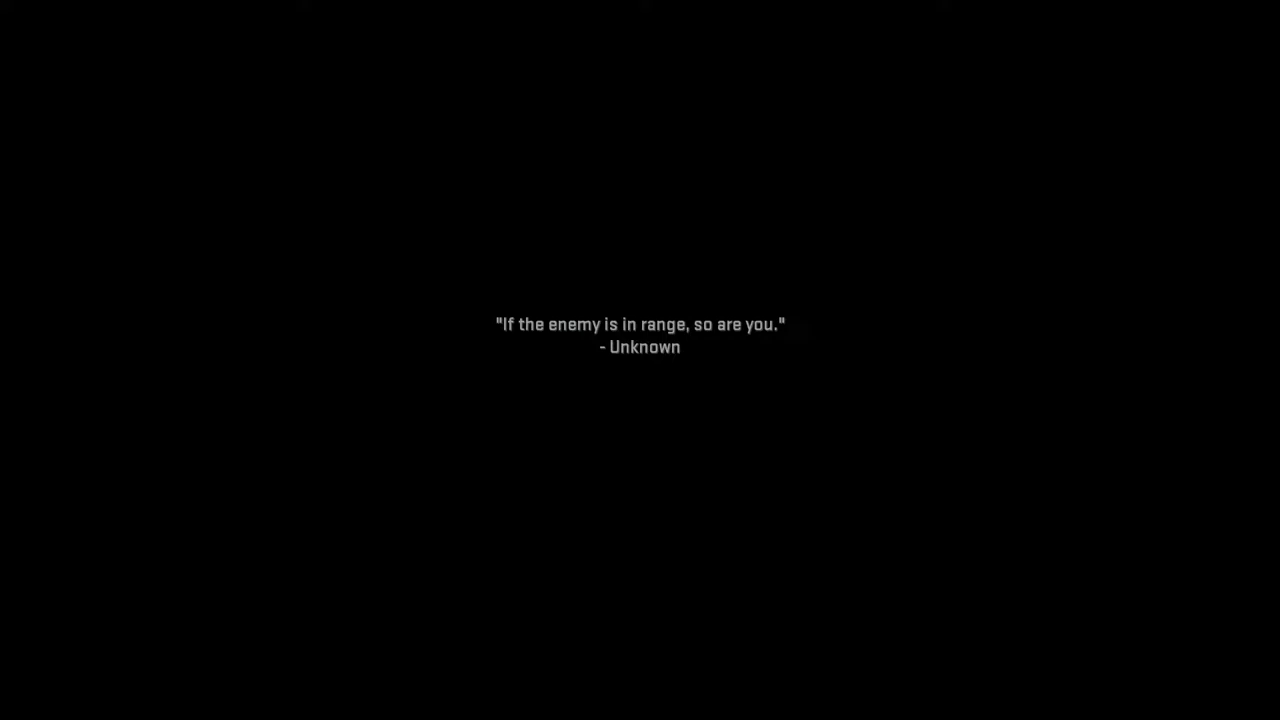 "If the enemy is in range, so are you."
- Unknown